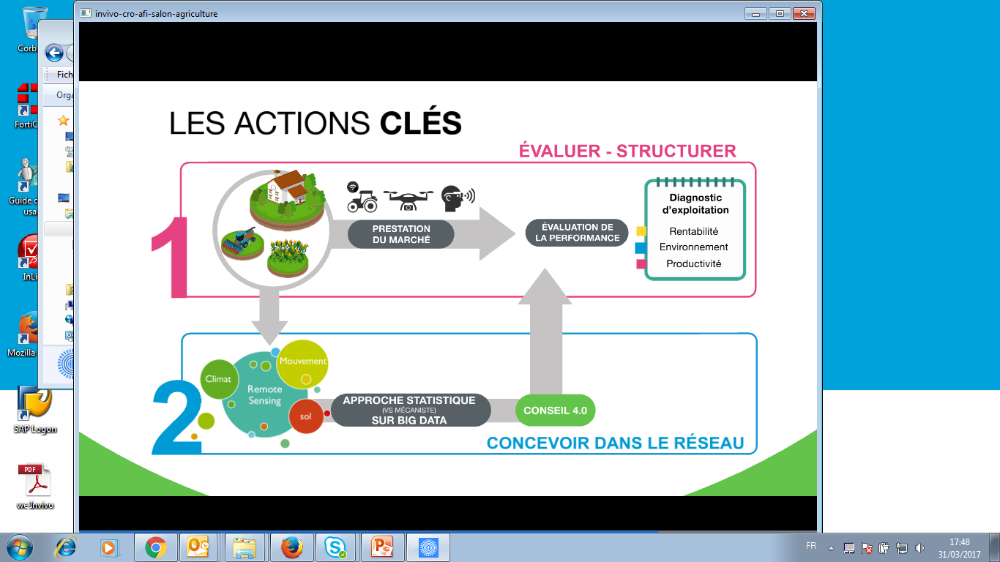 invivo-cro-afi-salon-agriculture
Corb
FortiC
Guide d
usa
InLi
Mozilla
SAP Logon
PDF
we Invivo
Fich
Orga
LES ACTIONS CLÉS
ÉVALUER - STRUCTURER
1
PRESTATION
DU MARCHÉ
ÉVALUATION DE
LA PERFORMANCE
Diagnostic
d'exploitation
Rentabilité
Environnement
Productivité
2
Climat
Mouvement
Remote
Sensing
sol
APPROCHE STATISTIQUE
(VS MÉCANISTE)
SUR BIG DATA
CONSEIL 4.0
CONCEVOIR DANS LE RÉSEAU
FR
17:48
31/03/2017